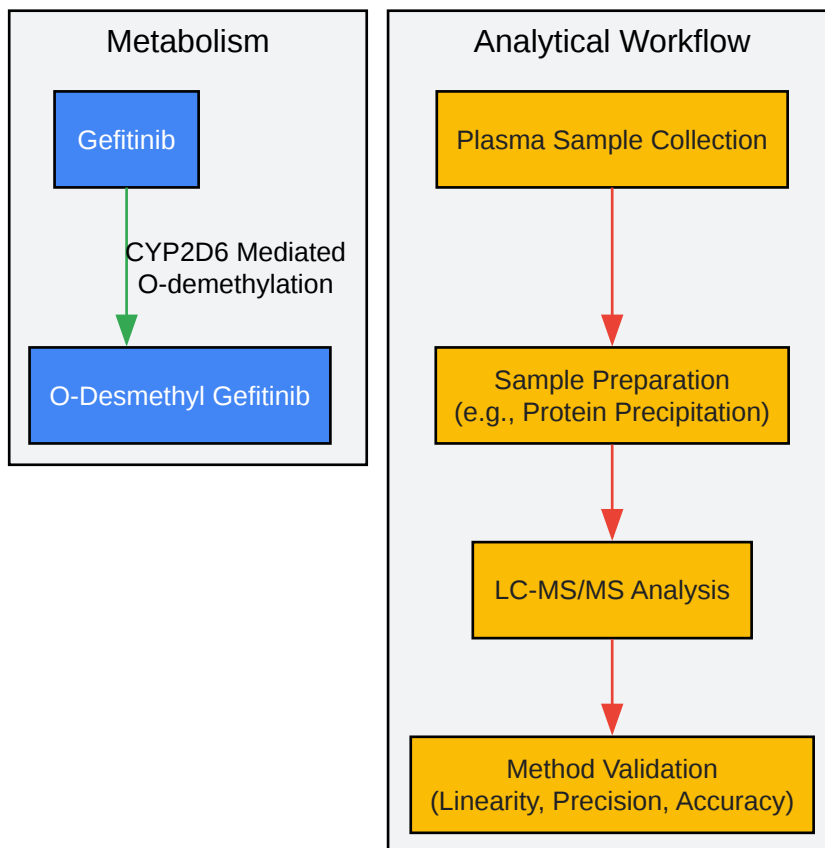 Metabolism
Gefitinib
CYP2D6 Mediated
O-demethylation
O-Desmethyl Gefitinib
Analytical Workflow
Plasma Sample Collection
Sample Preparation
(e.g., Protein Precipitation)
LC-MS/MS Analysis
Method Validation
(Linearity, Precision, Accuracy)